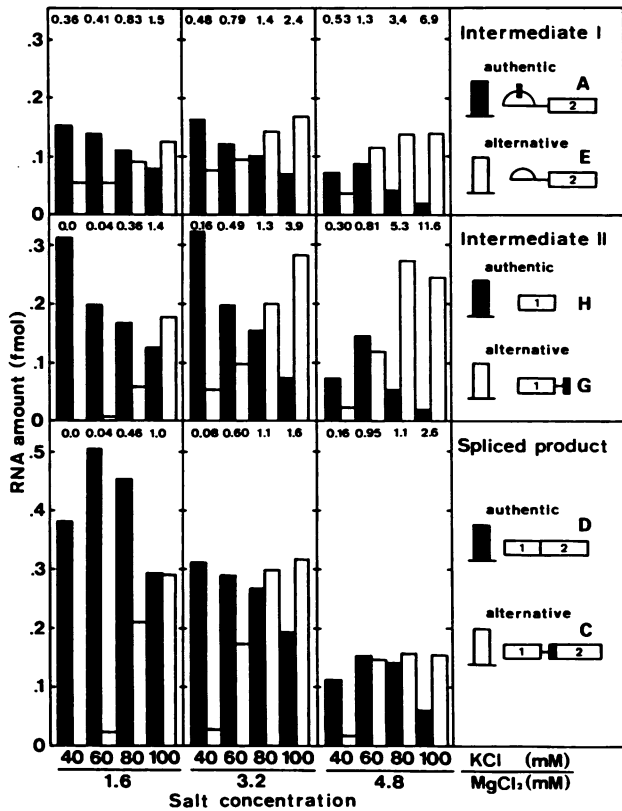 0.36 0.41 0.83 1.5 0.48 0.79 1.4 2.4 0.53 1.3 3.4 6.9
.3
.2
.1
0
Intermediate I
authentic
A
2
alternative
E
2
0.0 0.04 0.36 1.4 0.16 0.49 1.3 3.9 0.30 0.81 5.3 11.6
.3
.2
.1
0
Intermediate II
authentic
1 H
alternative
1 G
0.0 0.04 0.46 1.0 0.08 0.60 1.1 1.6 0.16 0.95 1.1 2.6
.5
.4
.3
.2
.1
0
Spliced product
authentic
D
1 2
alternative
C
1 2
RNA amount (fmol)
40 60 80 100 40 60 80 100 40 60 80 100 KCl (mM)
1.6 3.2 4.8 MgCl₂(mM)
Salt concentration